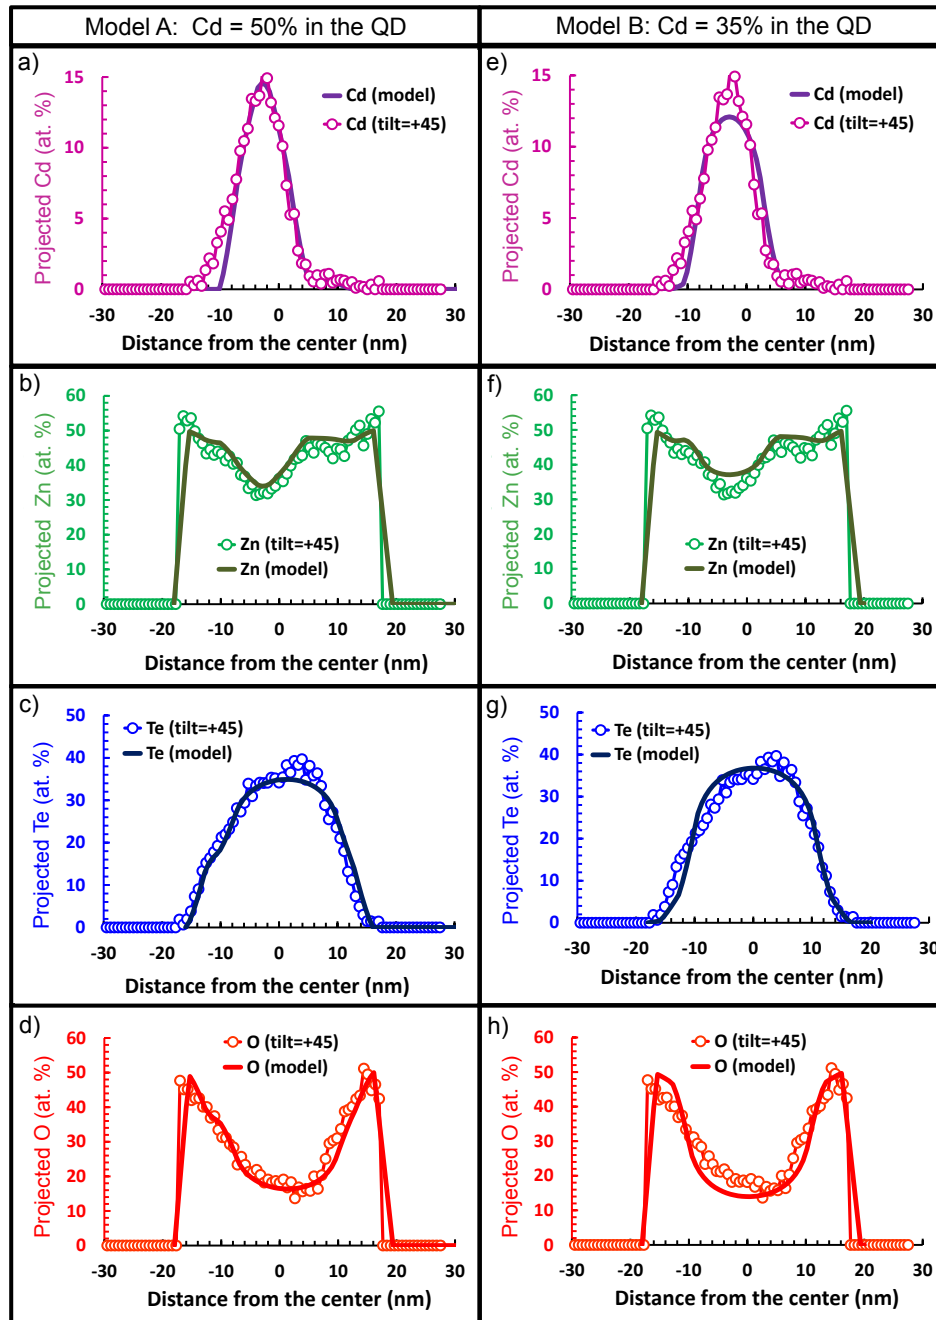 Model A:  Cd = 50% in the QD
Model B: Cd = 35% in the QD
a)
Projected Cd (at. %)
15
10
5
0
Cd (model)
Cd (tilt=+45)
-30 -20 -10 0 10 20 30
Distance from the center (nm)
e)
Projected Cd (at. %)
15
10
5
0
Cd (model)
Cd (tilt=+45)
-30 -20 -10 0 10 20 30
Distance from the center (nm)
b)
Projected  Zn (at. %)
60
50
40
30
20
10
0
Zn (tilt=+45)
Zn (model)
-30 -20 -10 0 10 20 30
Distance from the center (nm)
f)
Projected  Zn (at. %)
60
50
40
30
20
10
0
Zn (tilt=+45)
Zn (model)
-30 -20 -10 0 10 20 30
Distance from the center (nm)
c)
Projected Te (at. %)
50
40
30
20
10
0
Te (tilt=+45)
Te (model)
-30 -20 -10 0 10 20 30
Distance from the center (nm)
g)
Projected Te (at. %)
50
40
30
20
10
0
Te (tilt=+45)
Te (model)
-30 -20 -10 0 10 20 30
Distance from the center (nm)
d)
Projected O (at. %)
60
50
40
30
20
10
0
O (tilt=+45)
O (model)
-30 -20 -10 0 10 20 30
Distance from the center (nm)
h)
Projected O (at. %)
60
50
40
30
20
10
0
O (tilt=+45)
O (model)
-30 -20 -10 0 10 20 30
Distance from the center (nm)